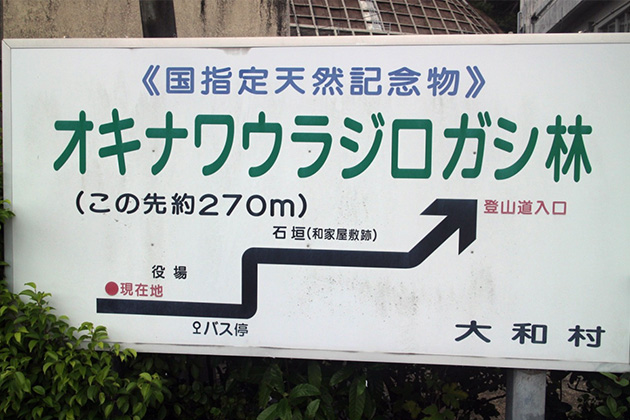 《国指定天然記念物》
オキナワウラジロガシ林
(この先約270m)
登山道入口
石垣(和家屋敷跡)
役場
●現在地
バス停
大和村